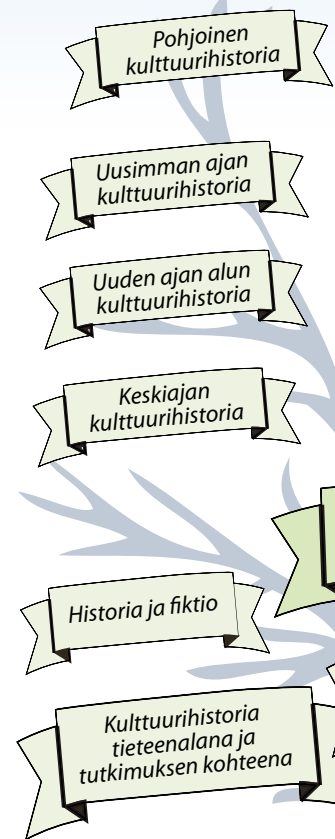 Pohjoinen
kulttuurihistoria
Uusimman ajan
kulttuurihistoria
Uuden ajan alun
kulttuurihistoria
Keskiajan
kulttuurihistoria
Historia ja fiktio
Kulttuurihistoria
tieteenalana ja
tutkimuksen kohteena